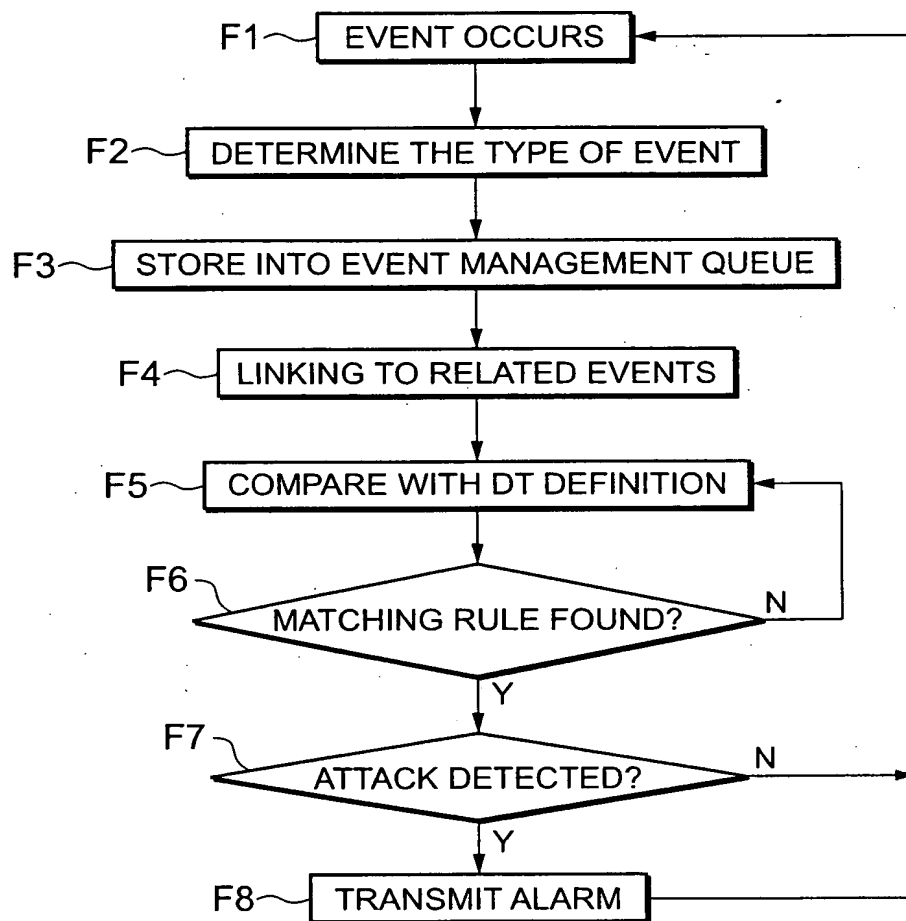 F1 EVENT OCCURS
F2 DETERMINE THE TYPE OF EVENT
F3 STORE INTO EVENT MANAGEMENT QUEUE
F4 LINKING TO RELATED EVENTS
F5 COMPARE WITH DT DEFINITION
F6 MATCHING RULE FOUND? N
Y
F7 ATTACK DETECTED? N
Y
F8 TRANSMIT ALARM